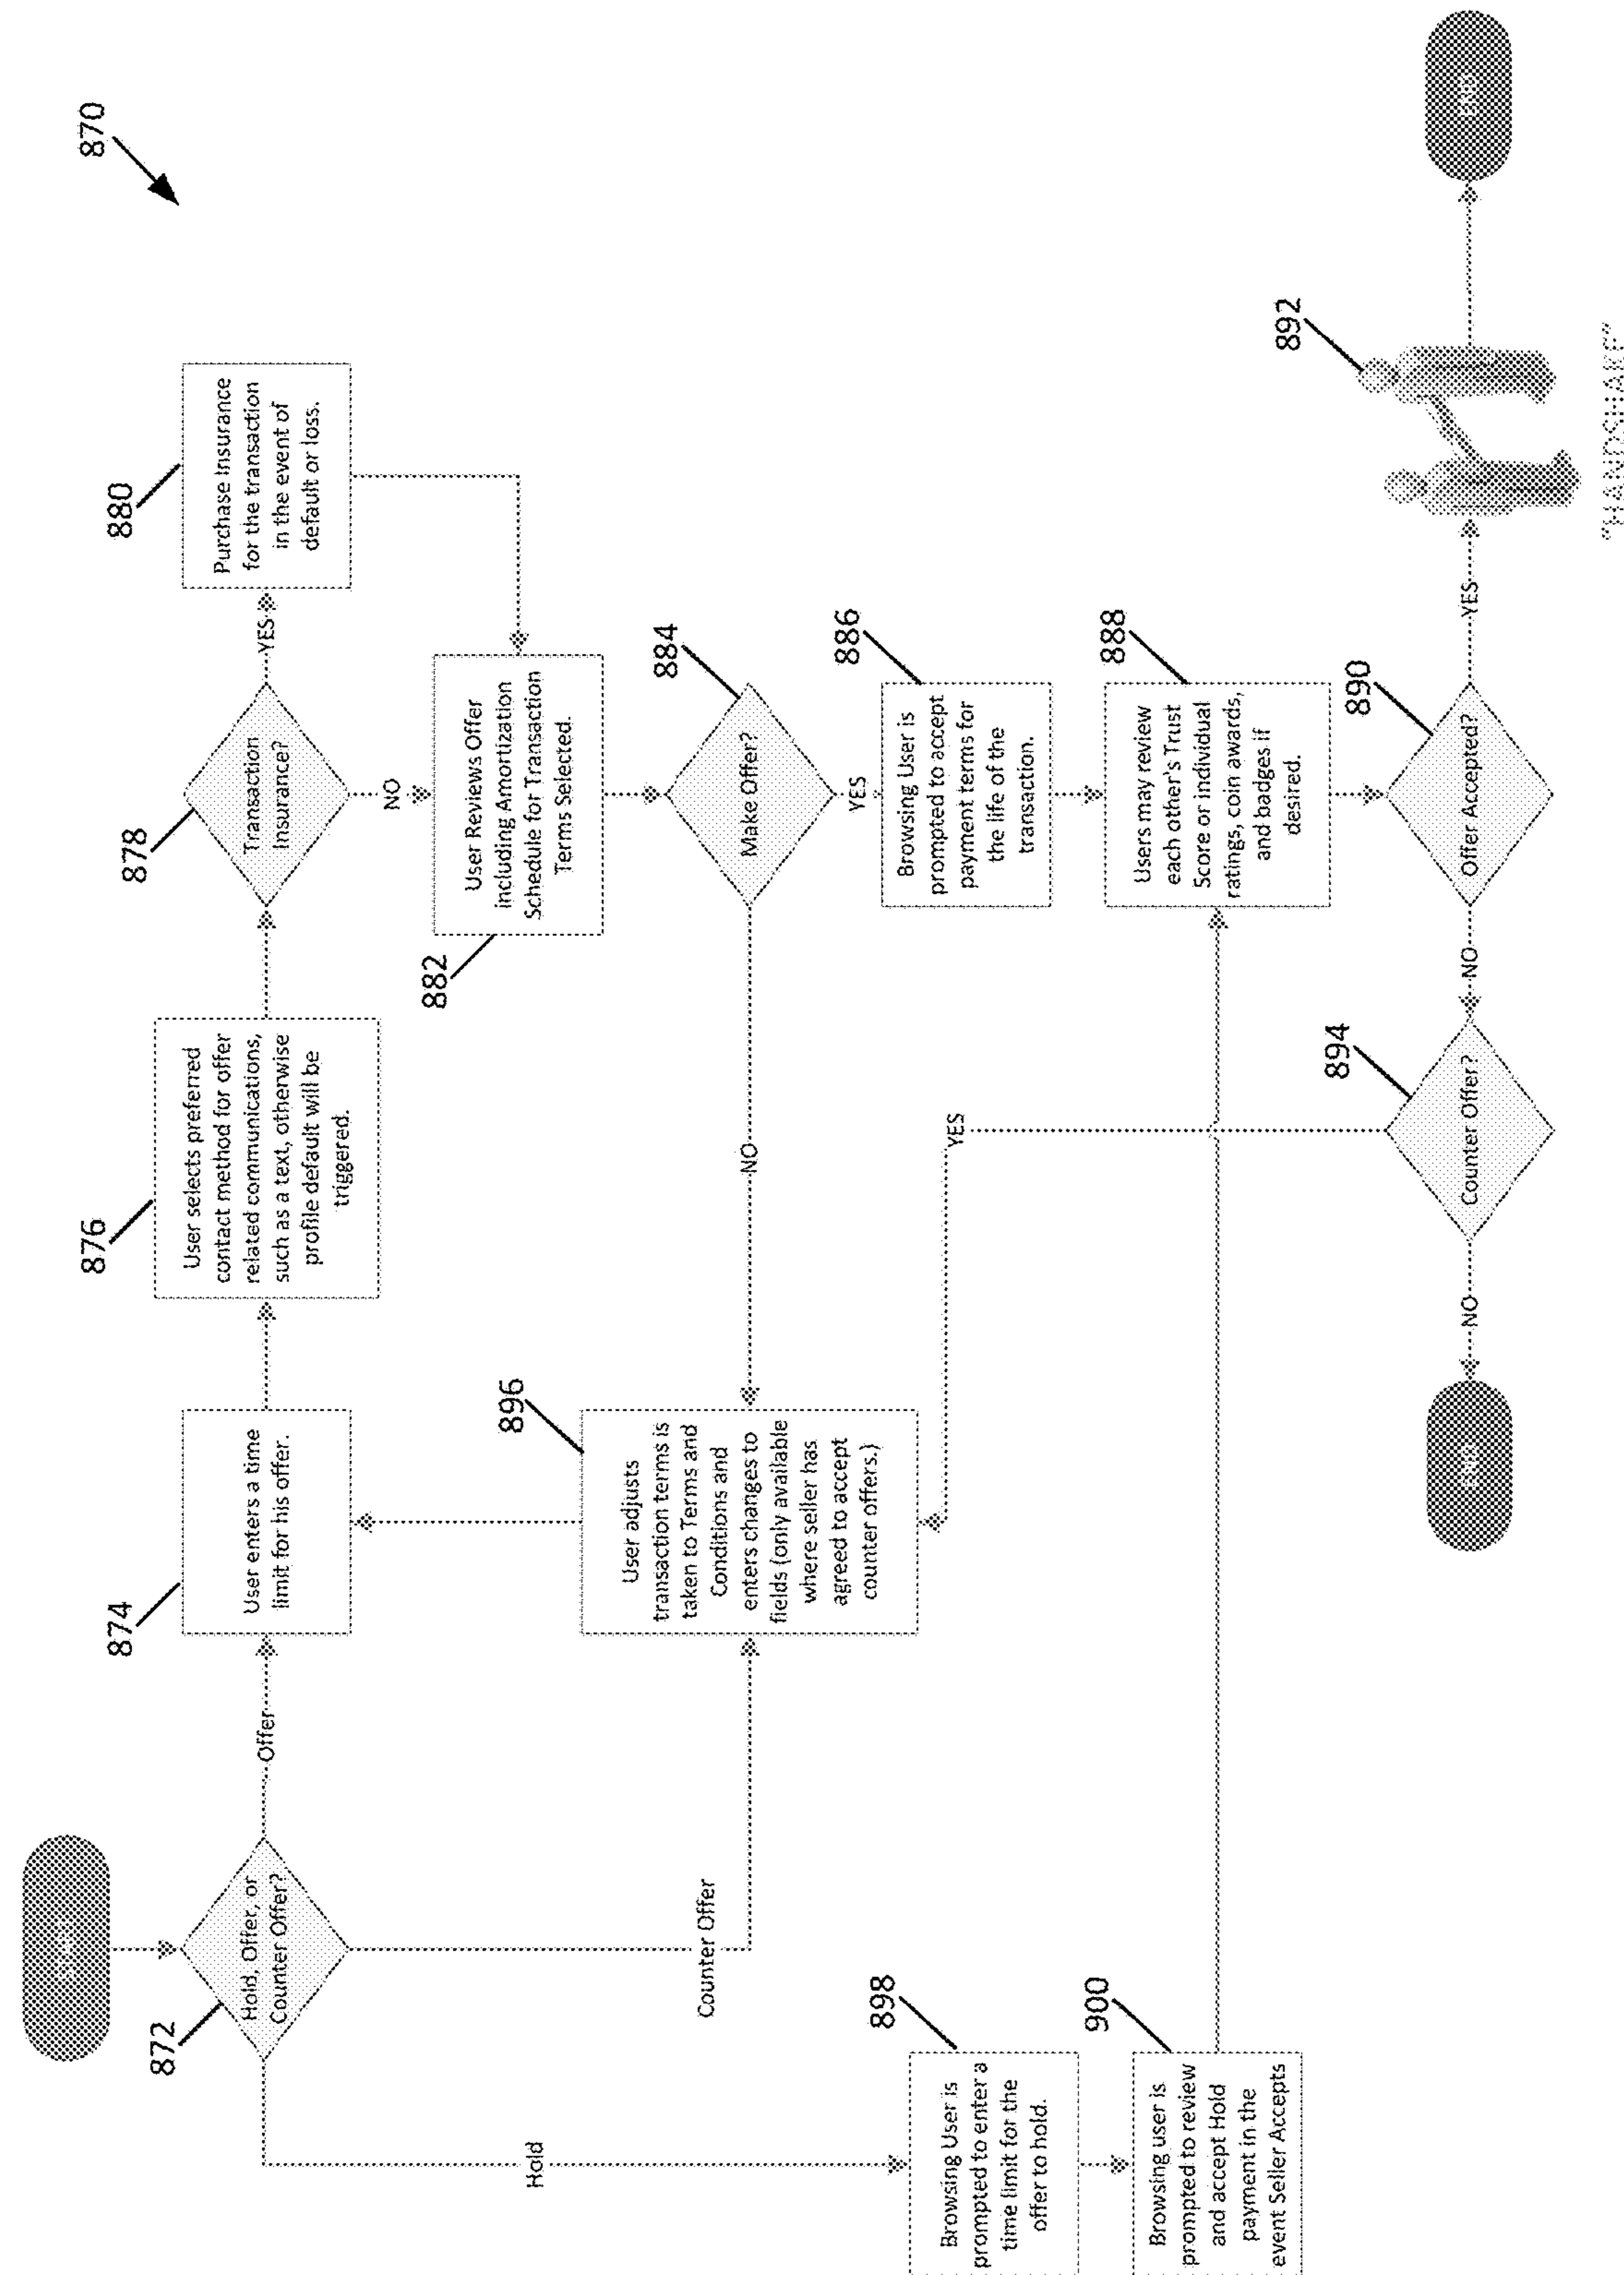 870
872
Hold, Offer, or
Counter Offer?
Offer
874
User enters a time
limit for his offer.
876
User selects preferred
contact method for offer
related communications,
such as a text, otherwise
profile default will be
triggered.
878
Transaction
Insurance?
YES
880
Purchase Insurance
for the transaction
in the event of
default or loss.
NO
882
User Reviews Offer
including Amortization
Schedule for Transaction
Terms Selected.
884
Make Offer?
NO
YES
Counter Offer
896
User adjusts
transaction terms is
taken to Terms and
Conditions and
enters changes to
fields (only available
where seller has
agreed to accept
counter offers.)
886
Browsing User is
prompted to accept
payment terms for
the life of the
transaction.
Hold
898
Browsing User is
prompted to enter a
time limit for the
offer to hold.
900
Browsing user is
prompted to review
and accept Hold
payment in the
event Seller Accepts
888
Users may review
each other's Trust
Score or individual
ratings, coin awards,
and badges if
desired.
890
Offer Accepted?
YES
892
"HANDSHAKE"
NO
894
Counter Offer?
YES
NO